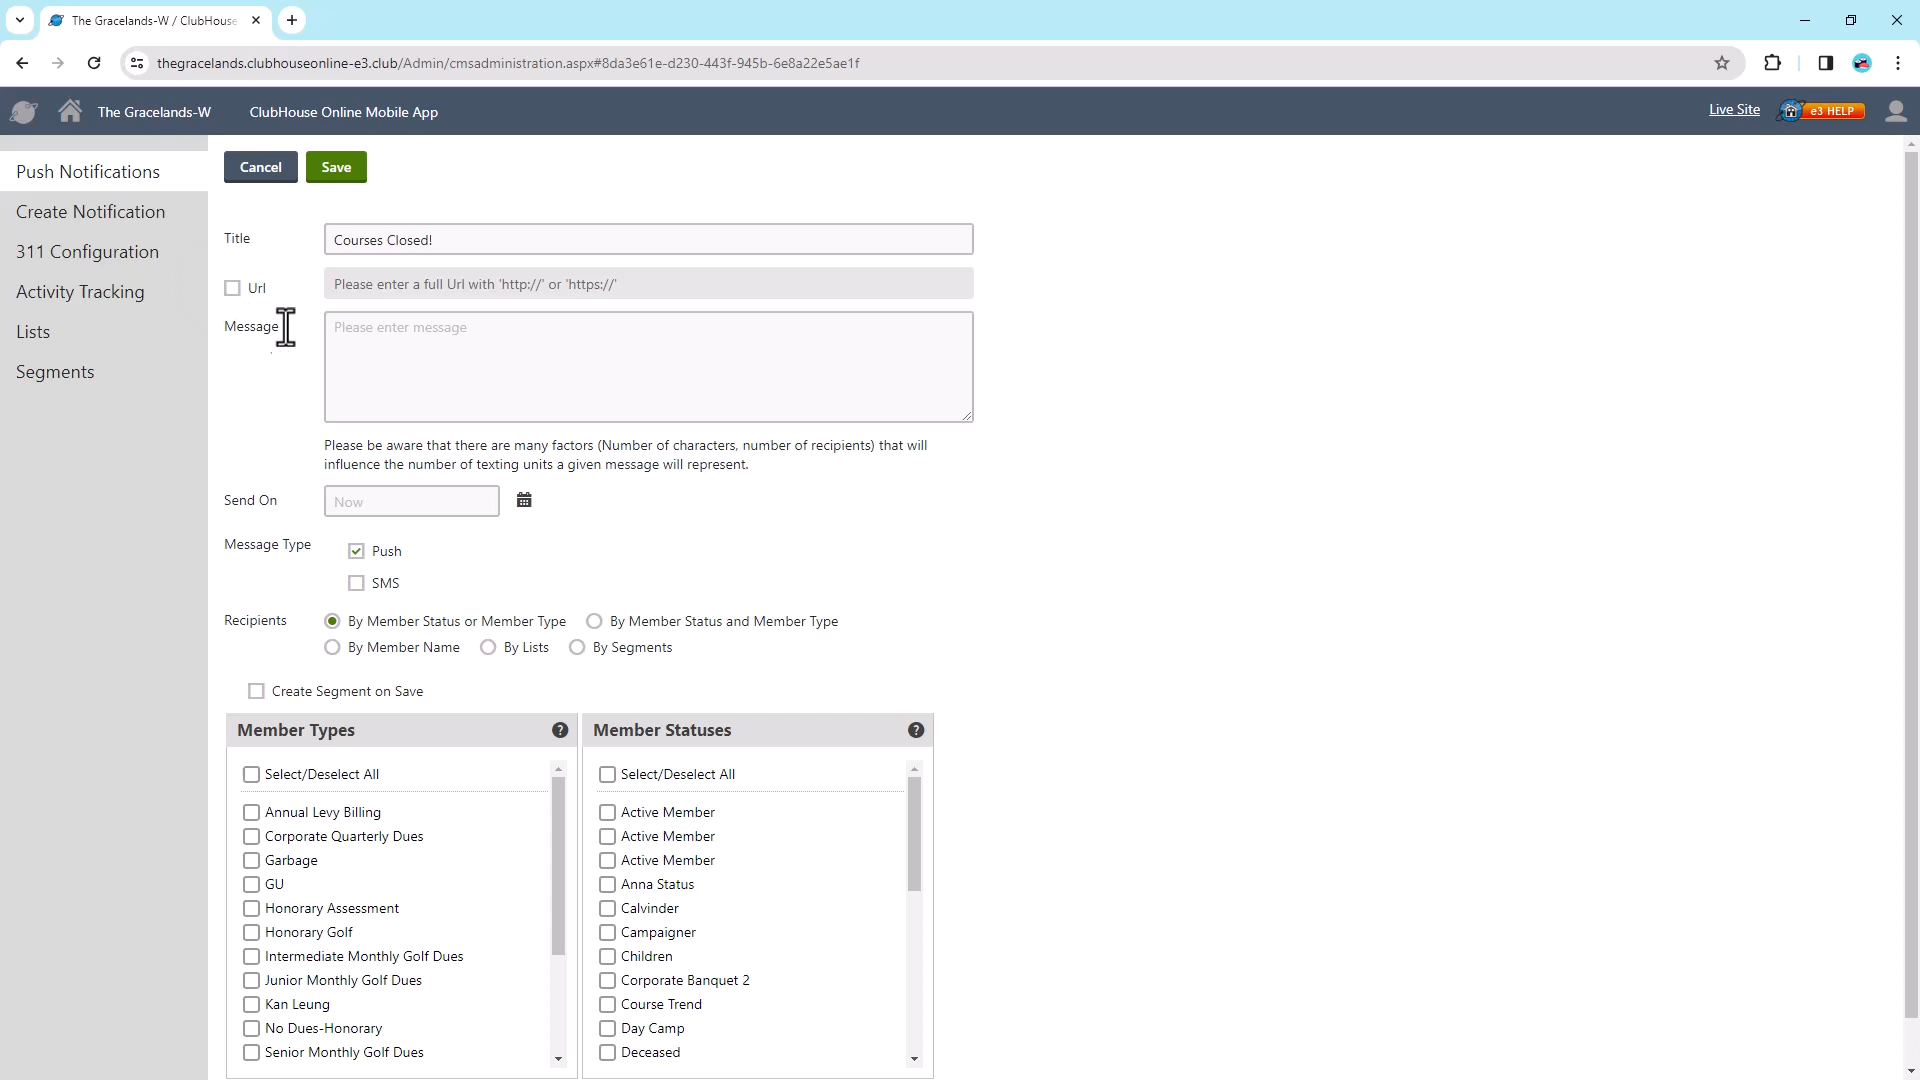 The Gracelands-W / ClubHouse
thegracelands.clubhouseonline-e3.club/Admin/cmsadministration.aspx#8da3e61e-d230-443f-945b-6e8a22e5ae1f
The Gracelands-W ClubHouse Online Mobile App Live Site e3 HELP
Push Notifications
Create Notification
311 Configuration
Activity Tracking
Lists
Segments
Cancel Save
Title Courses Closed!
Url Please enter a full Url with 'http://' or 'https://'
Message Please enter message
Please be aware that there are many factors (Number of characters, number of recipients) that will
influence the number of texting units a given message will represent.
Send On Now
Message Type Push
SMS
Recipients By Member Status or Member Type By Member Status and Member Type
By Member Name By Lists By Segments
Create Segment on Save
Member Types ?
Select/Deselect All
Annual Levy Billing
Corporate Quarterly Dues
Garbage
GU
Honorary Assessment
Honorary Golf
Intermediate Monthly Golf Dues
Junior Monthly Golf Dues
Kan Leung
No Dues-Honorary
Senior Monthly Golf Dues
Member Statuses ?
Select/Deselect All
Active Member
Active Member
Active Member
Anna Status
Calvinder
Campaigner
Children
Corporate Banquet 2
Course Trend
Day Camp
Deceased